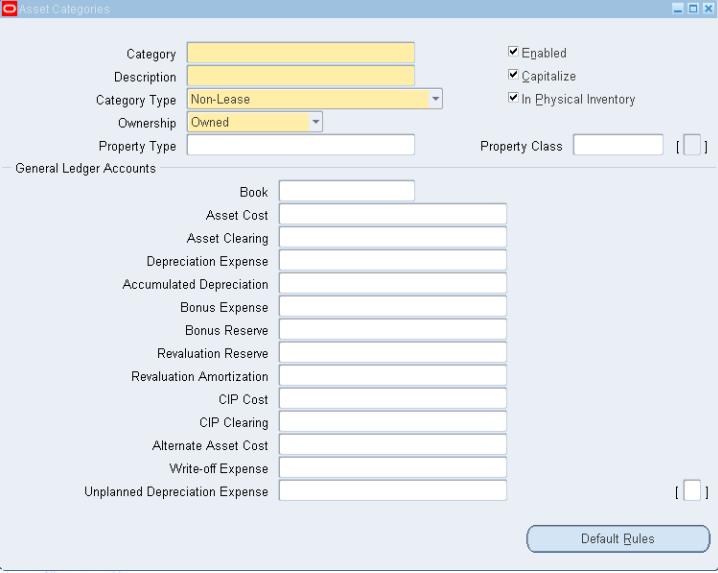 Asset Categories
Category
Enabled
Description
Capitalize
Category Type Non-Lease
In Physical Inventory
Ownership Owned
Property Type
Property Class [ ]
General Ledger Accounts
Book
Asset Cost
Asset Clearing
Depreciation Expense
Accumulated Depreciation
Bonus Expense
Bonus Reserve
Revaluation Reserve
Revaluation Amortization
CIP Cost
CIP Clearing
Alternate Asset Cost
Write-off Expense
Unplanned Depreciation Expense [ ]
Default Rules